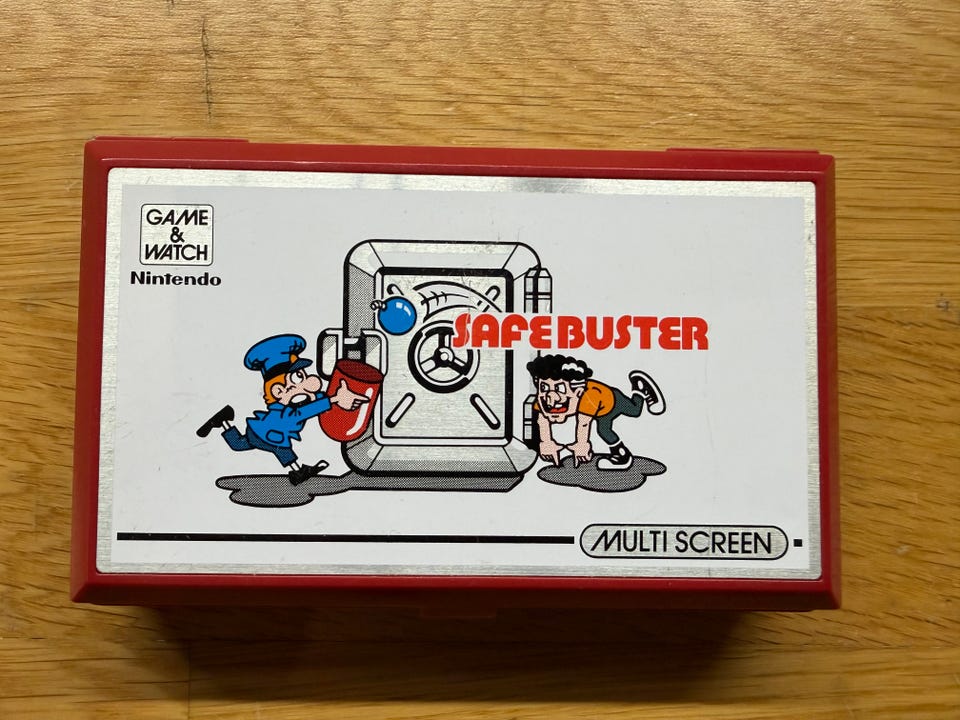 GAME
&
WATCH
Nintendo
SAFEBUSTER
MULTI SCREEN